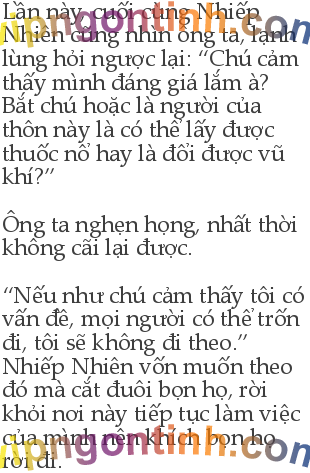 Lần này, cuối cùng Nhiếp
Nhiên cũng nhìn ông ta, lạnh
lùng hỏi ngược lại: “Chú cảm
thấy mình đáng giá lắm à?
Bắt chú hoặc là người của
thôn này là có thể lấy được
thuốc nổ hay là đổi được vũ
khí?”
Ông ta nghẹn họng, nhất thời
không cãi lại được.
“Nếu như chú cảm thấy tôi có
vấn đề, mọi người có thể trốn
đi, tôi sẽ không đi theo.”
Nhiếp Nhiên vốn muốn theo
đó mà cắt đuôi bọn họ, rời
khỏi nơi này tiếp tục làm việc
của mình nên khích bọn họ
rời đi.
vipngontinh.com
vipngontinh.com